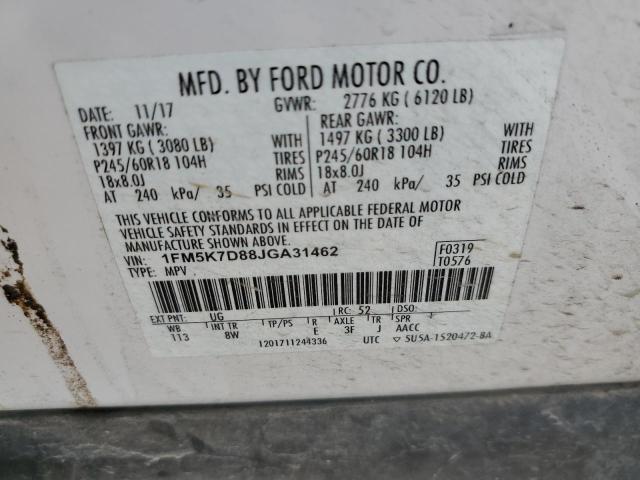 MFD. BY FORD MOTOR CO.
DATE: 11/17 GVWR: 2776 KG ( 6120 LB)
FRONT GAWR: REAR GAWR:
1397 KG ( 3080 LB) WITH 1497 KG ( 3300 LB) WITH
P245/60R18 104H TIRES P245/60R18 104H TIRES
18x8.0J RIMS 18x8.0J RIMS
AT 240 kPa/ 35 PSI COLD AT 240 kPa/ 35 PSI COLD
THIS VEHICLE CONFORMS TO ALL APPLICABLE FEDERAL MOTOR
VEHICLE SAFETY STANDARDS IN EFFECT ON THE DATE OF
MANUFACTURE SHOWN ABOVE.
VIN: 1FM5K7D88JGA31462 F0319
TYPE: MPV T0576
EXT PNT: UG RC: 52 DSO:
WB INT TR TP/PS R AXLE TR SPR
113 8W E 3F J AACC
1201711244336 UTC ▽ 5U5A-1520472-BA